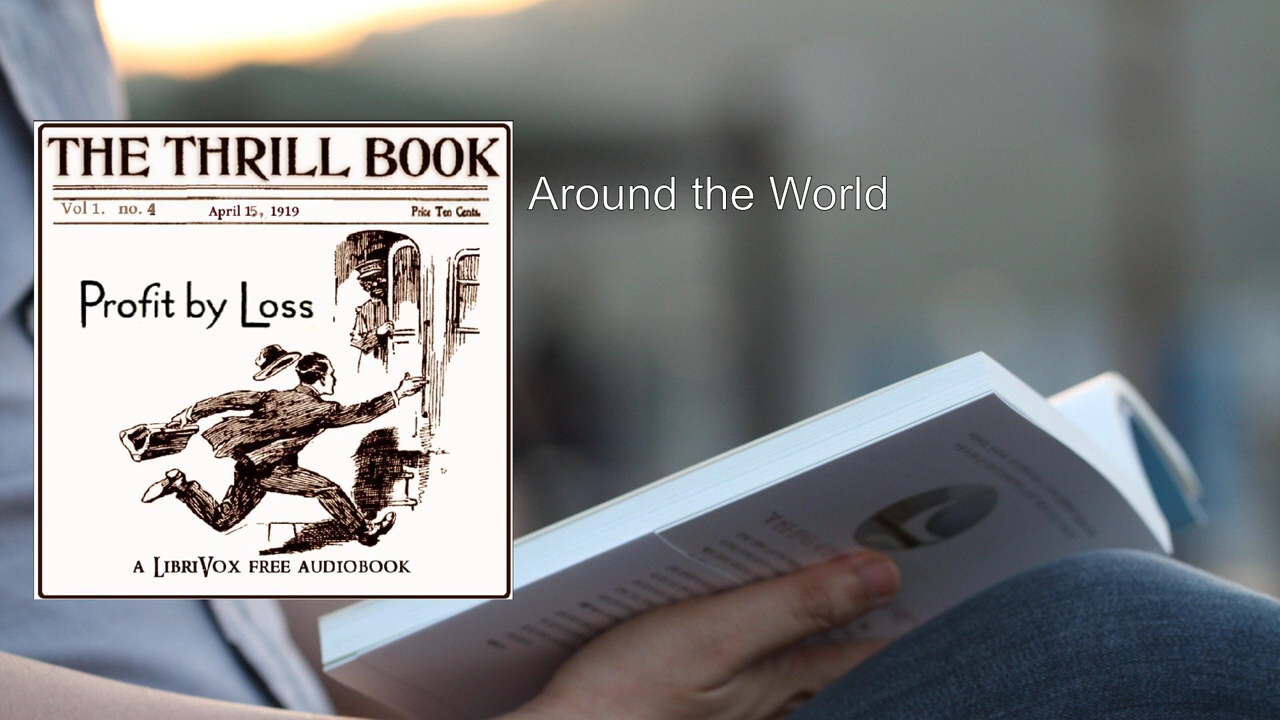 THE THRILL BOOK
Vol 1. no. 4 April 15, 1919 Price Ten Cents.
Profit by Loss
A LIBRIVOX FREE AUDIOBOOK
Around the World